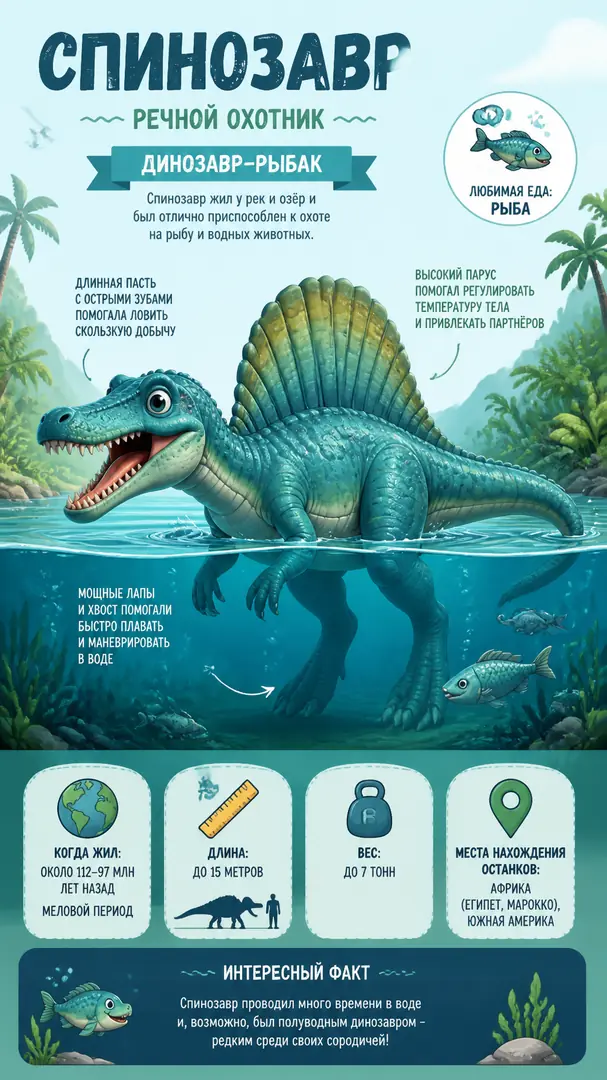 СПИНОЗАВР
РЕЧНОЙ ОХОТНИК
ДИНОЗАВР-РЫБАК
Спинозавр жил у рек и озёр и
был отлично приспособлен к охоте
на рыбу и водных животных.
ЛЮБИМАЯ ЕДА:
РЫБА
ДЛИННАЯ ПАСТЬ
С ОСТРЫМИ ЗУБАМИ
ПОМОГАЛА ЛОВИТЬ
СКОЛЬЗКУЮ ДОБЫЧУ
ВЫСОКИЙ ПАРУС
ПОМОГАЛ РЕГУЛИРОВАТЬ
ТЕМПЕРАТУРУ ТЕЛА
И ПРИВЛЕКАТЬ ПАРТНЁРОВ
МОЩНЫЕ ЛАПЫ
И ХВОСТ ПОМОГАЛИ
БЫСТРО ПЛАВАТЬ
И МАНЕВРИРОВАТЬ
В ВОДЕ
КОГДА ЖИЛ:
ОКОЛО 112–97 МЛН
ЛЕТ НАЗАД
МЕЛОВОЙ ПЕРИОД
ДЛИНА:
ДО 15 МЕТРОВ
ВЕС:
ДО 7 ТОНН
МЕСТА НАХОЖДЕНИЯ
ОСТАНКОВ:
АФРИКА
(ЕГИПЕТ, МАРОККО),
ЮЖНАЯ АМЕРИКА
ИНТЕРЕСНЫЙ ФАКТ
Спинозавр проводил много времени в воде
и, возможно, был полуводным динозавром –
редким среди своих сородичей!